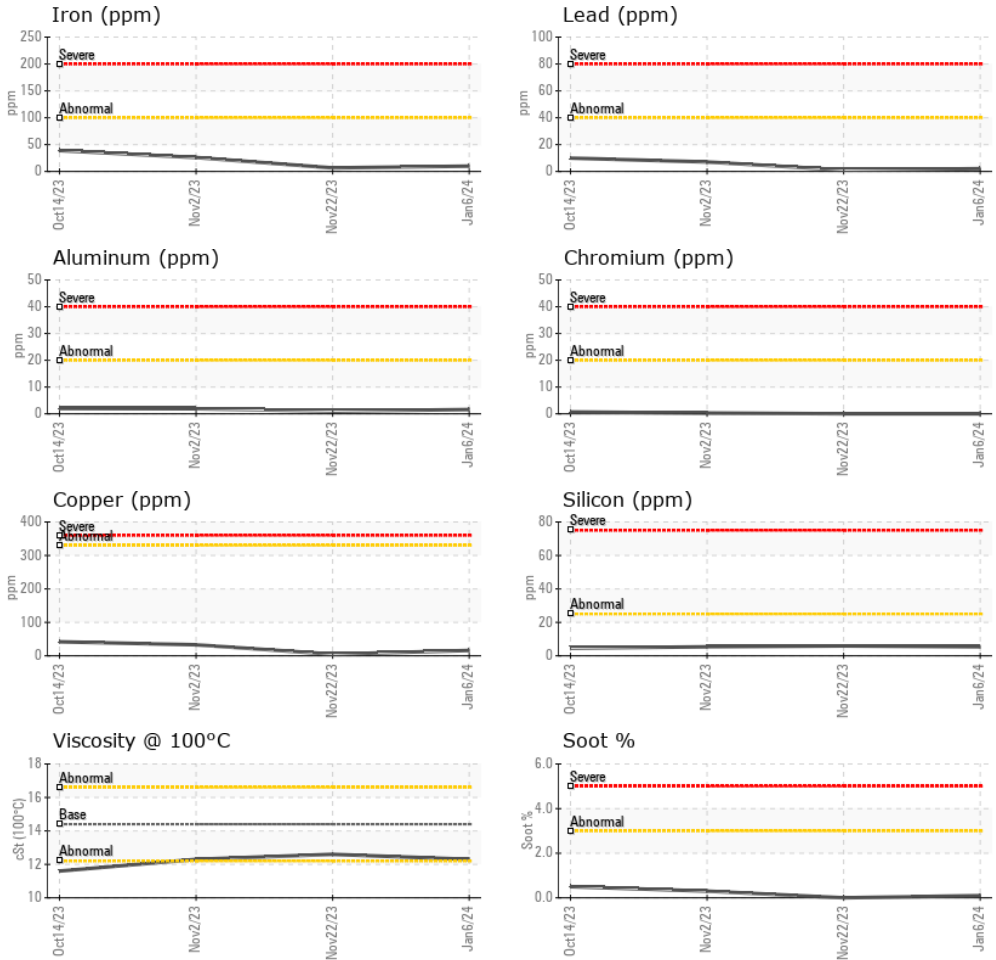 Iron (ppm)
250
200
150
100
50
0
ppm
Severe
Abnormal
Oct14/23
Nov2/23
Nov22/23
Jan6/24
Lead (ppm)
100
80
60
40
20
0
ppm
Severe
Abnormal
Oct14/23
Nov2/23
Nov22/23
Jan6/24
Aluminum (ppm)
50
40
30
20
10
0
ppm
Severe
Abnormal
Oct14/23
Nov2/23
Nov22/23
Jan6/24
Chromium (ppm)
50
40
30
20
10
0
ppm
Severe
Abnormal
Oct14/23
Nov2/23
Nov22/23
Jan6/24
Copper (ppm)
400
300
200
100
0
ppm
Severe
Abnormal
Oct14/23
Nov2/23
Nov22/23
Jan6/24
Silicon (ppm)
80
60
40
20
0
ppm
Severe
Abnormal
Oct14/23
Nov2/23
Nov22/23
Jan6/24
Viscosity @ 100°C
18
16
14
12
10
cSt (100°C)
Abnormal
Base
Abnormal
Oct14/23
Nov2/23
Nov22/23
Jan6/24
Soot %
6.0
4.0
2.0
0.0
Soot %
Severe
Abnormal
Oct14/23
Nov2/23
Nov22/23
Jan6/24